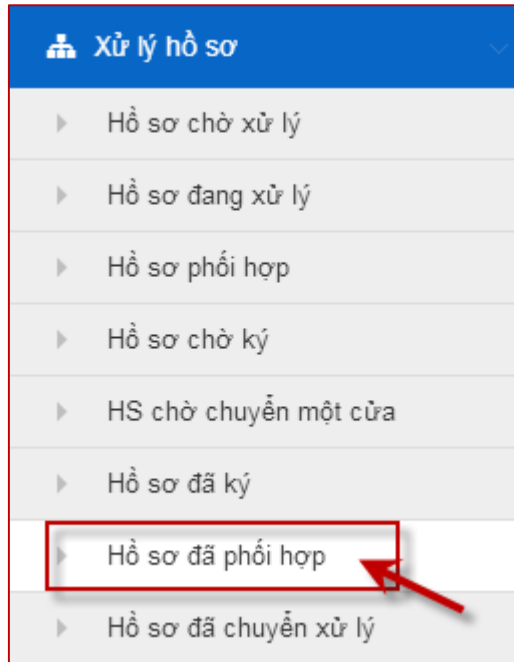 Xử lý hồ sơ
Hồ sơ chờ xử lý
Hồ sơ đang xử lý
Hồ sơ phối hợp
Hồ sơ chờ ký
HS chờ chuyển một cửa
Hồ sơ đã ký
Hồ sơ đã phối hợp
Hồ sơ đã chuyển xử lý